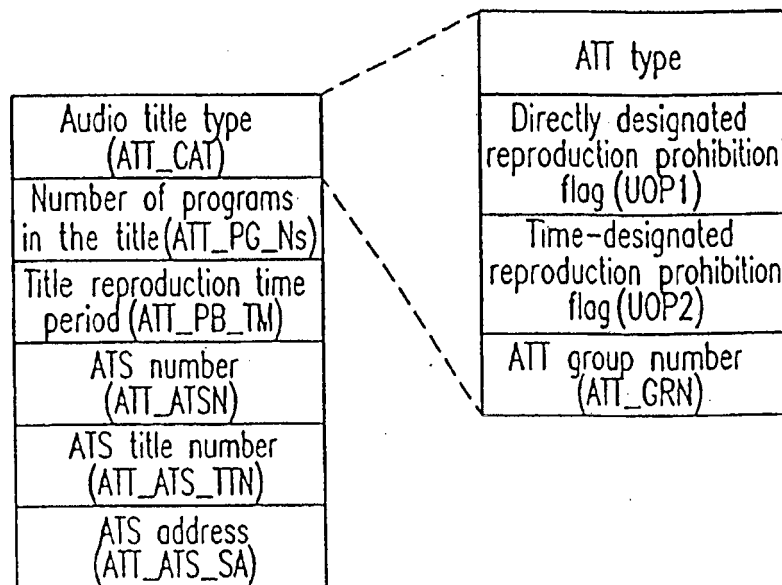 Audio title type
(ATT_CAT)
Number of programs
in the title(ATT_PG_Ns)
Title reproduction time
period(ATT_PB_TM)
ATS number
(ATT_ATSN)
ATS title number
(ATT_ATS_TTN)
ATS address
(ATT_ATS_SA)
ATT type
Directly designated
reproduction prohibition
flag(UOP1)
Time-designated
reproduction prohibition
flag(UOP2)
ATT group number
(ATT_GRN)